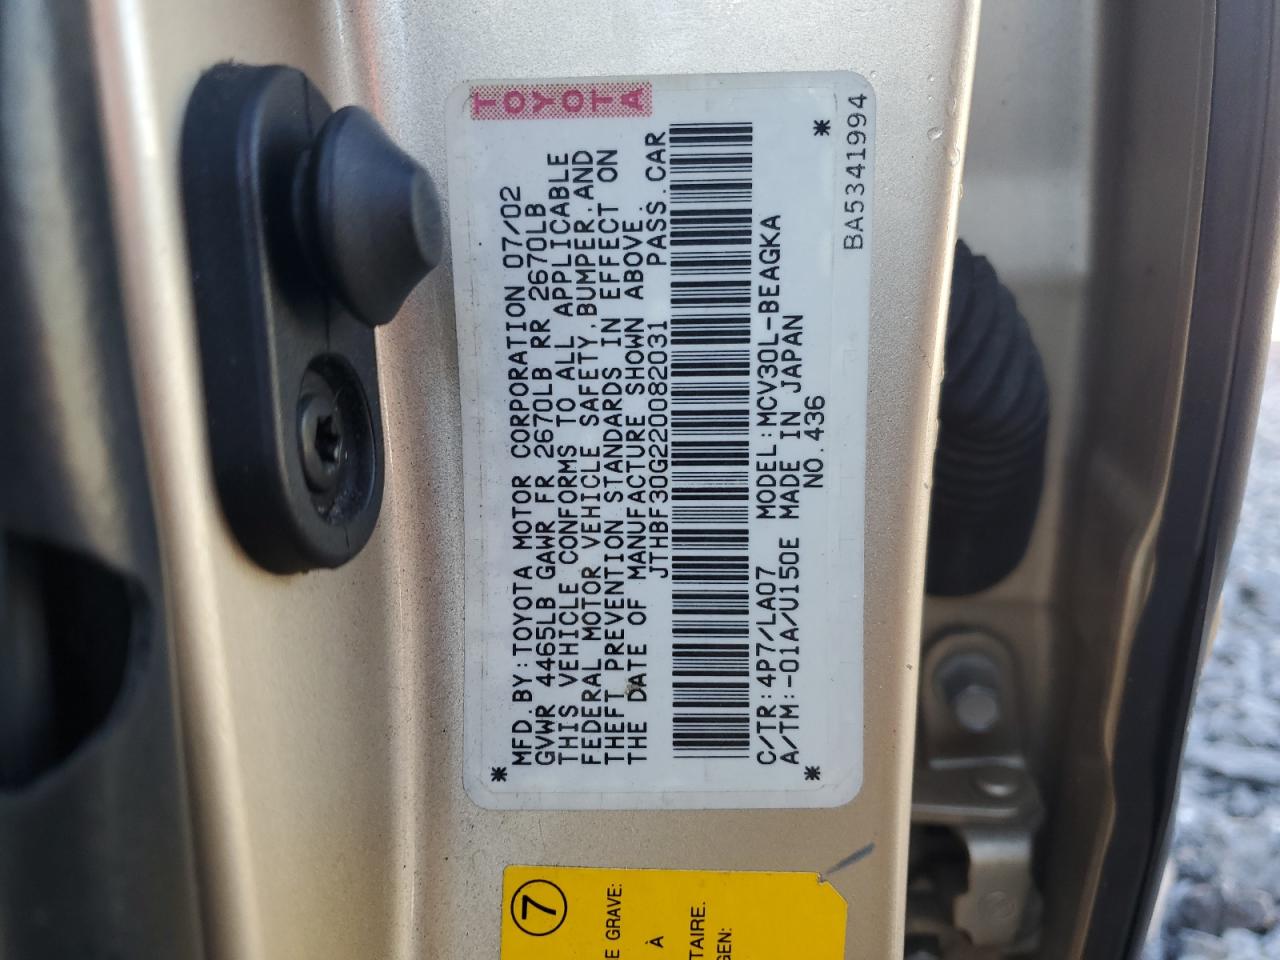 TOYOTA
MFD.BY:TOYOTA MOTOR CORPORATION 07/02
GVWR 4465LB GAWR FR 2670LB RR 2670LB
THIS VEHICLE CONFORMS TO ALL APPLICABLE
FEDERAL MOTOR VEHICLE SAFETY,BUMPER,AND
THEFT PREVENTION STANDARDS IN EFFECT ON
THE DATE OF MANUFACTURE SHOWN ABOVE.
JTHBF30G220082031 PASS.CAR
C/TR:4P7/LA07 MODEL:MCV30L-BEAGKA
A/TM:-01A/U150E MADE IN JAPAN
NO.436
* * *
BA5341994
7
E GRAVE:
À
TAIRE.
GEN: